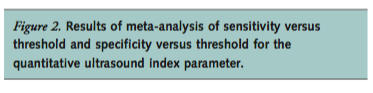 Figure 2. Results of meta-analysis of sensitivity versus
threshold and specificity versus threshold for the
quantitative ultrasound index parameter.